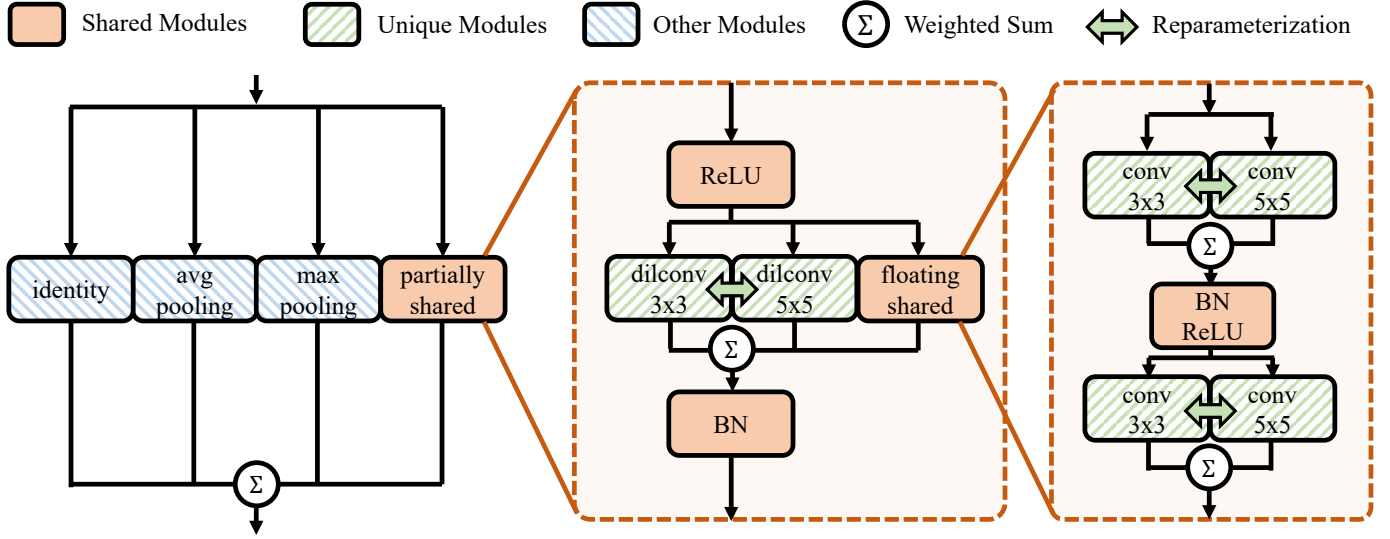 Shared Modules
Unique Modules
Other Modules
Σ
Weighted Sum
Reparameterization
identity
avg
pooling
max
pooling
partially
shared
Σ
ReLU
dilconv
3x3
dilconv
5x5
floating
shared
Σ
BN
conv
3x3
conv
5x5
Σ
BN
ReLU
conv
3x3
conv
5x5
Σ